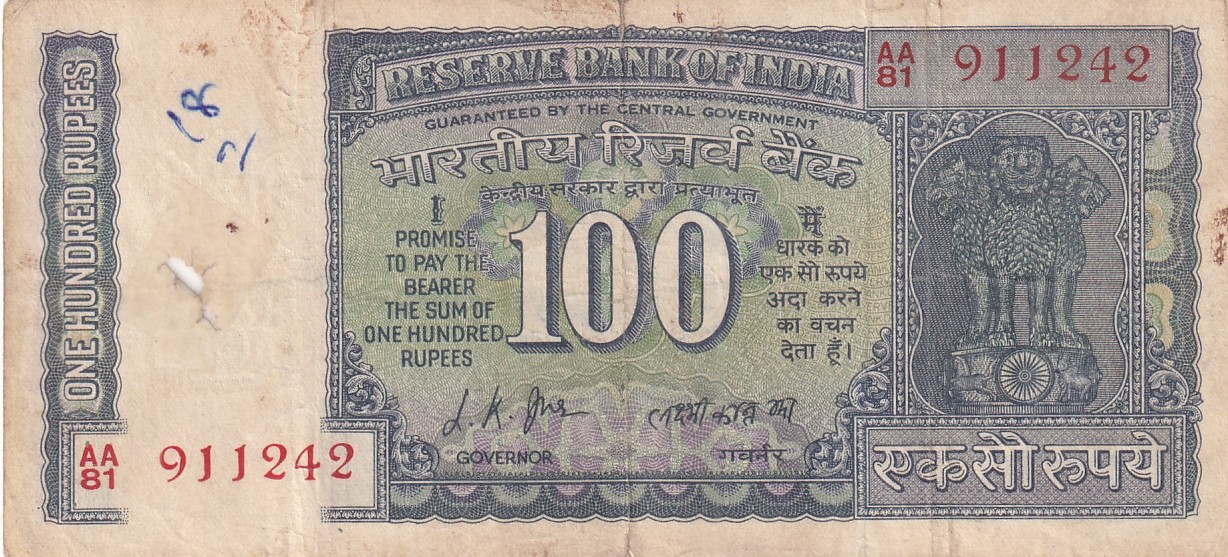 ONE HUNDRED RUPEES
RESERVE BANK OF INDIA
AA
81 911242
GUARANTEED BY THE CENTRAL GOVERNMENT
भारतीय रिज़र्व बैंक
केन्द्रीय सरकार द्वारा प्रत्याभूत
I
PROMISE
TO PAY THE
BEARER
THE SUM OF
ONE HUNDRED
RUPEES
100
मैं
धारक को
एक सौ रुपये
अदा करने
का वचन
देता हूँ।
L. K. Jha
लक्ष्मी कान्त झा
GOVERNOR
गवर्नर
AA
81 911242
एक सौ रुपये